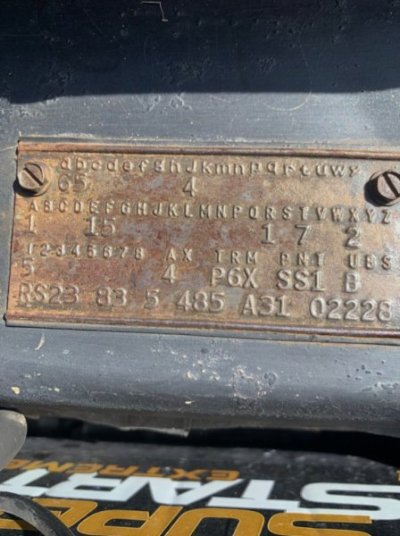 abcdefghJkmnpqrtuwy
65 4
ABCDEFGHJKLMNPQRSTVWXYZ
1 15 1 7 2
12345678 AX TRM PNT UBS
5 4 P6X SS1 B
RS23 83 5 485 A31 02228
START
EXTREME
SUPER